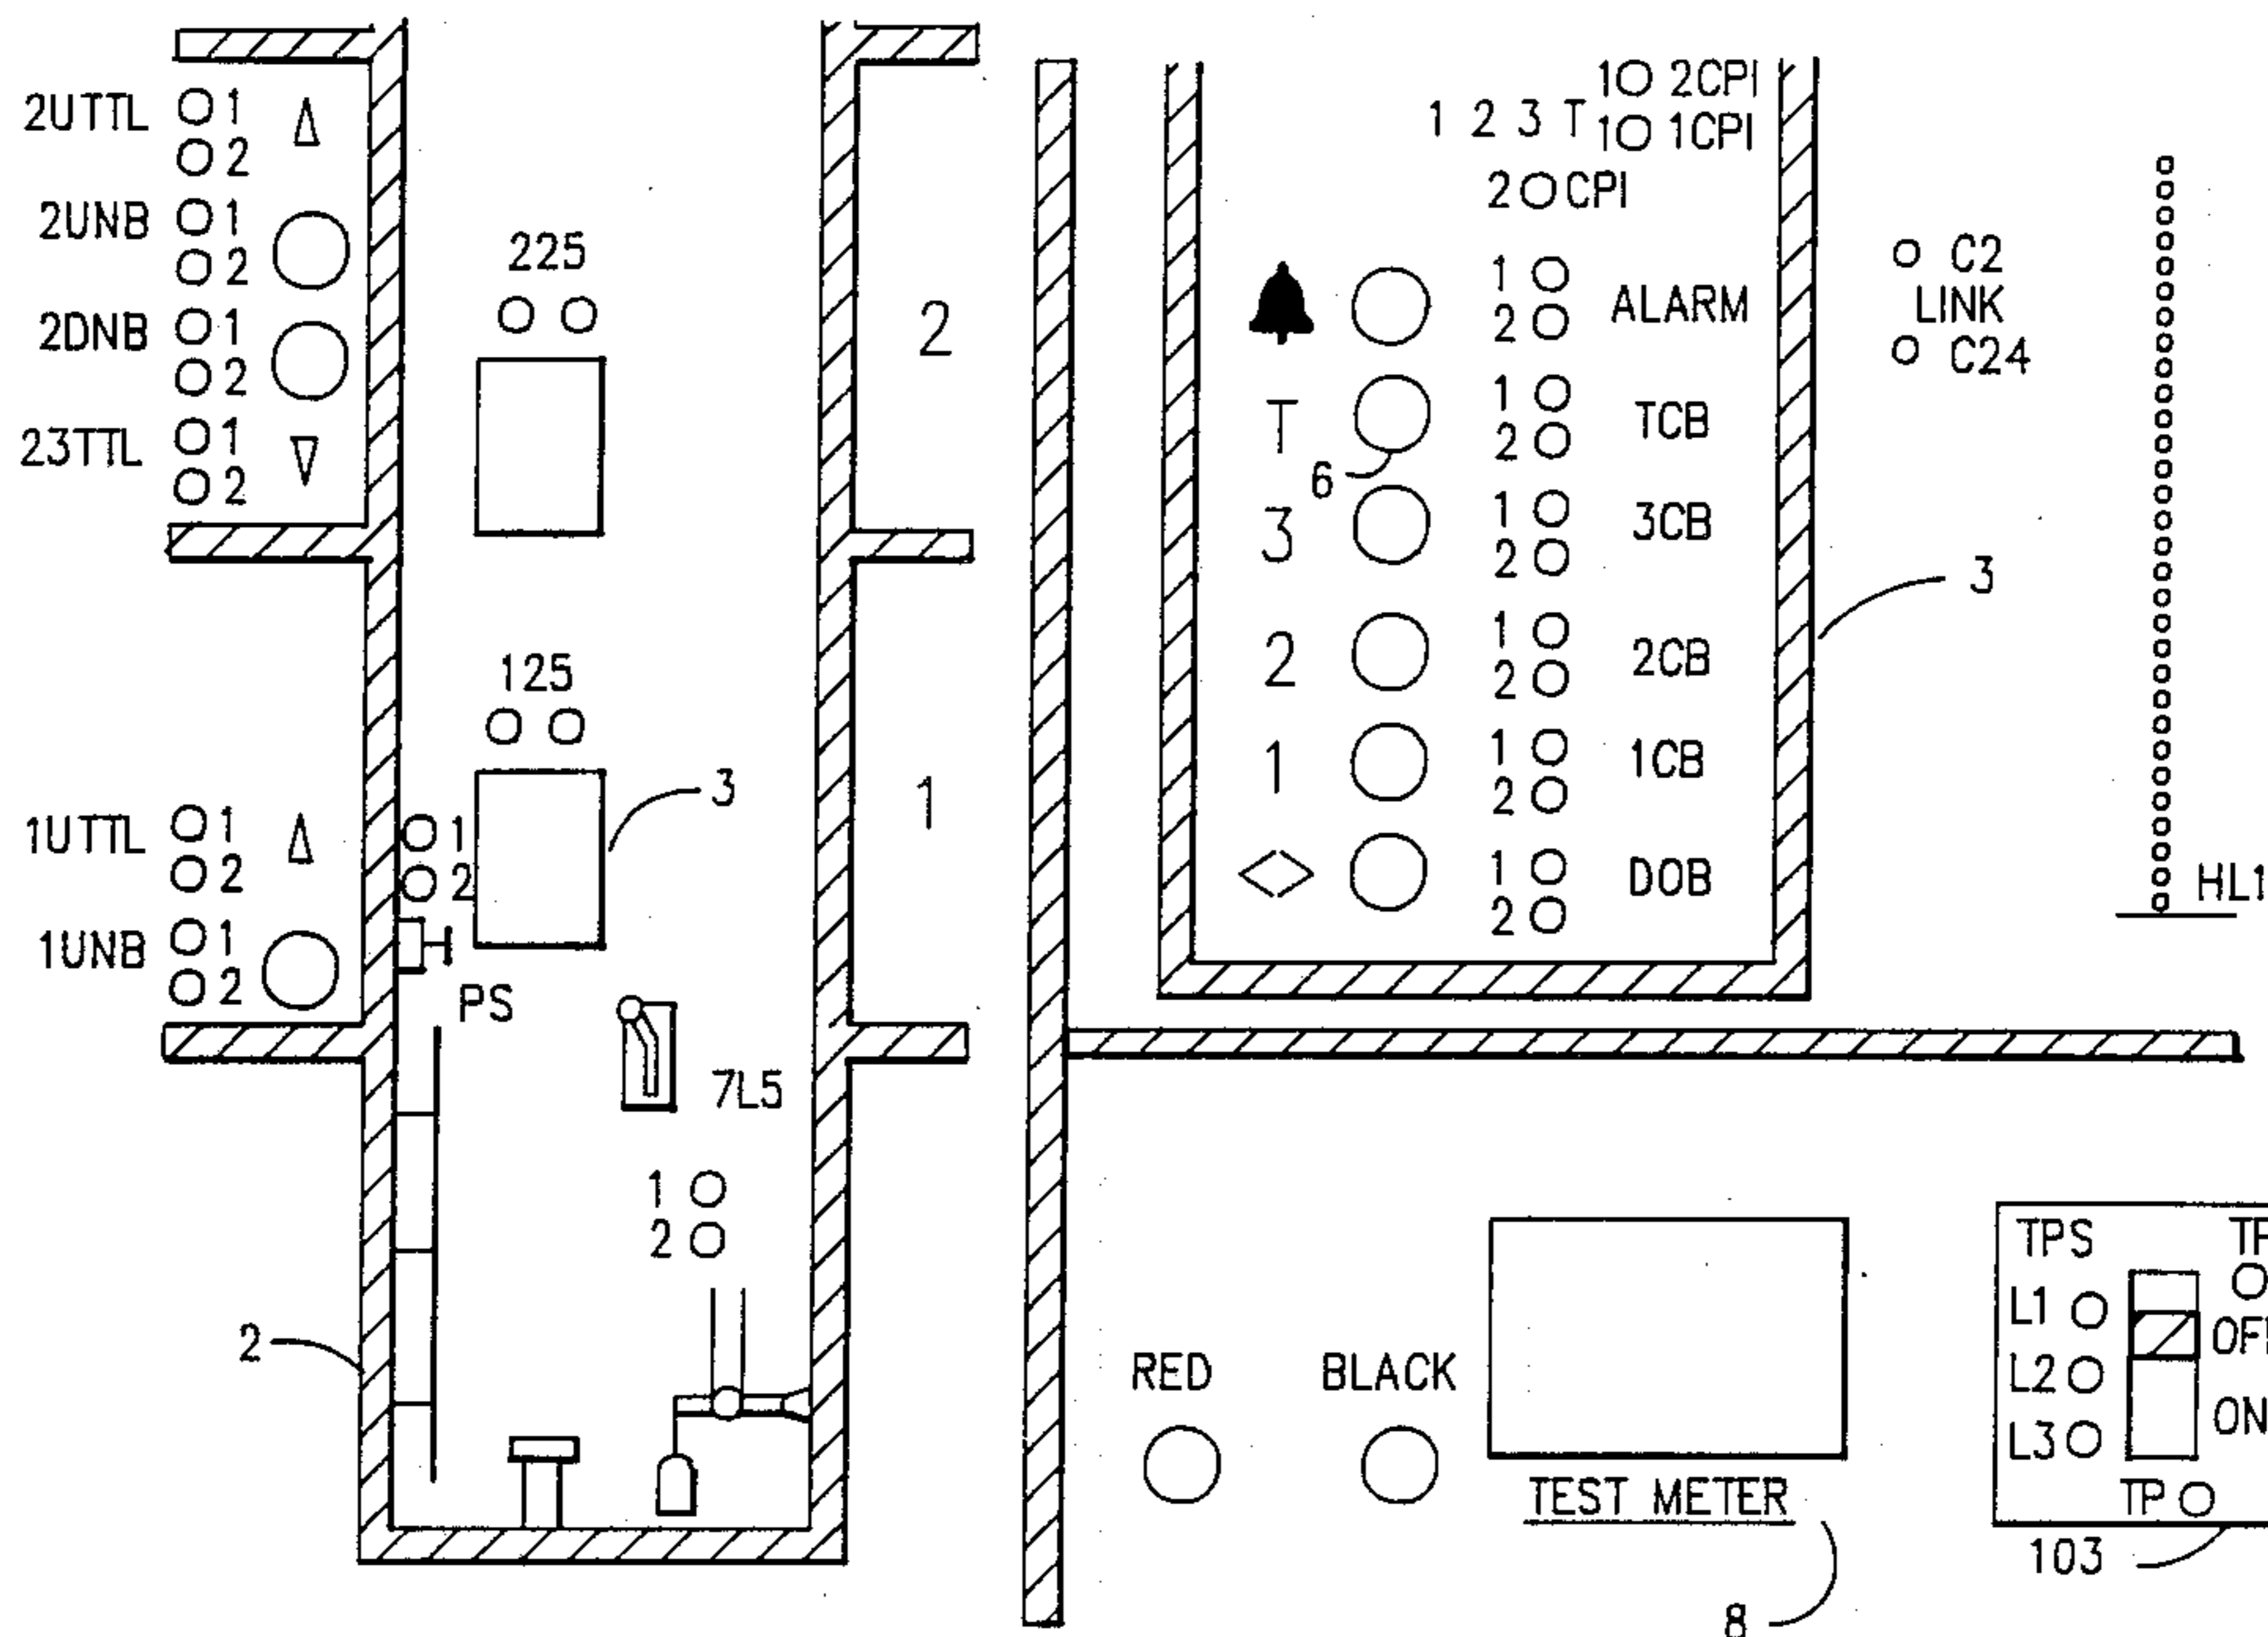 2UTTL 1
2
2UNB 1
2
2DNB 1
2
23TTL 1
2
225
2
125
1UTTL 1
2
1UNB 1
2
1
2
3
1
PS
7L5
1
2
2
1 2CPI
1 2 3 T 1 1CPI
2 CPI
1
2 ALARM
T 1
2 TCB
6
3 1
2 3CB
2 1
2 2CB
1 1
2 1CB
1
2 DOB
3
C2
LINK
C24
HL1
RED
BLACK
TEST METER
8
TPS
L1
L2
L3
ON
TP
103